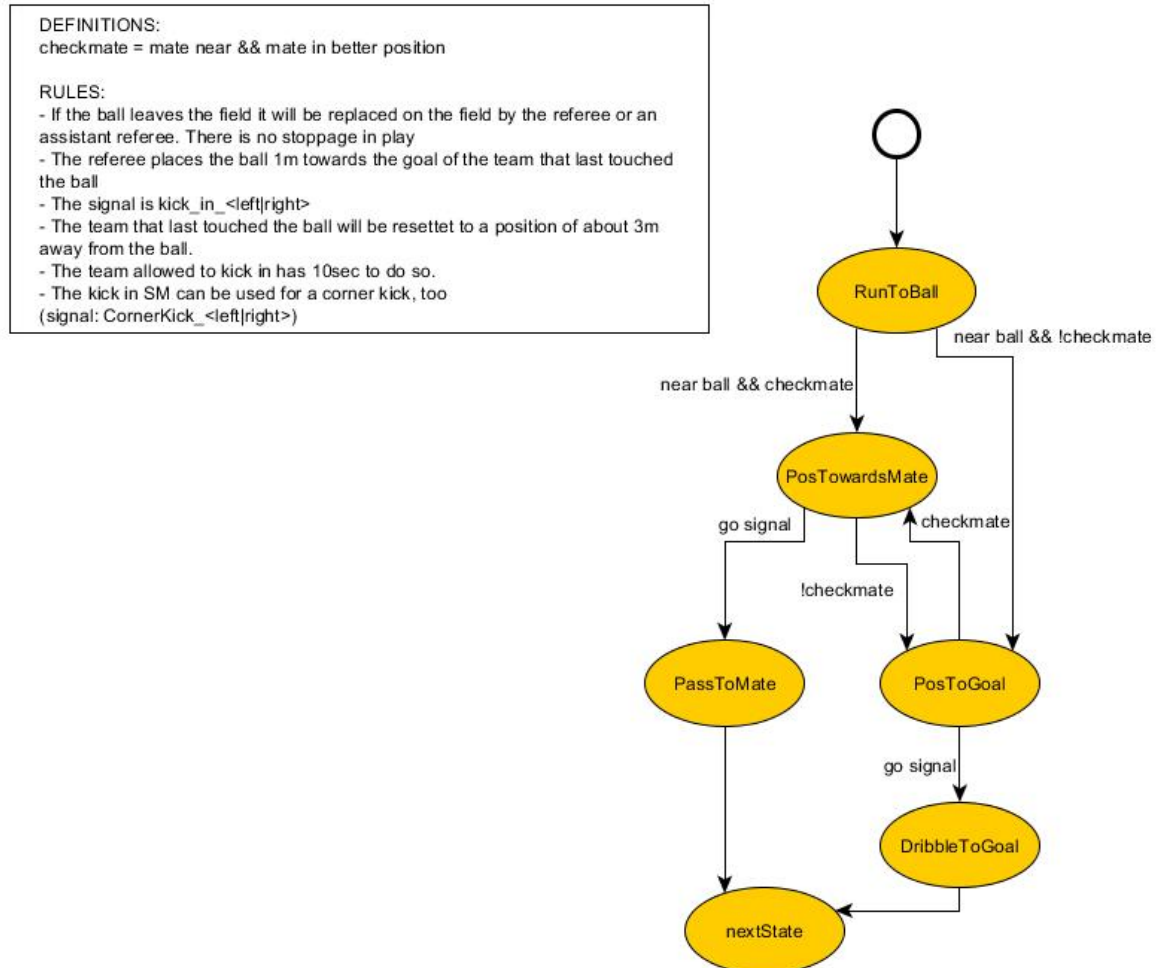 DEFINITIONS:
checkmate = mate near && mate in better position
RULES:
- If the ball leaves the field it will be replaced on the field by the referee or an
assistant referee. There is no stoppage in play
- The referee places the ball 1m towards the goal of the team that last touched
the ball
- The signal is kick_in_<left|right>
- The team that last touched the ball will be resettet to a position of about 3m
away from the ball.
- The team allowed to kick in has 10sec to do so.
- The kick in SM can be used for a corner kick, too
(signal: CornerKick_<left|right>)
RunToBall
near ball && !checkmate
near ball && checkmate
PosTowardsMate
go signal
checkmate
!checkmate
PassToMate
PosToGoal
go signal
DribbleToGoal
nextState